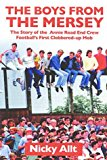 THE BOYS FROM
THE MERSEY
The Story of the Annie Road End Crew
Football's First Clobbered-up Mob
Nicky Allt